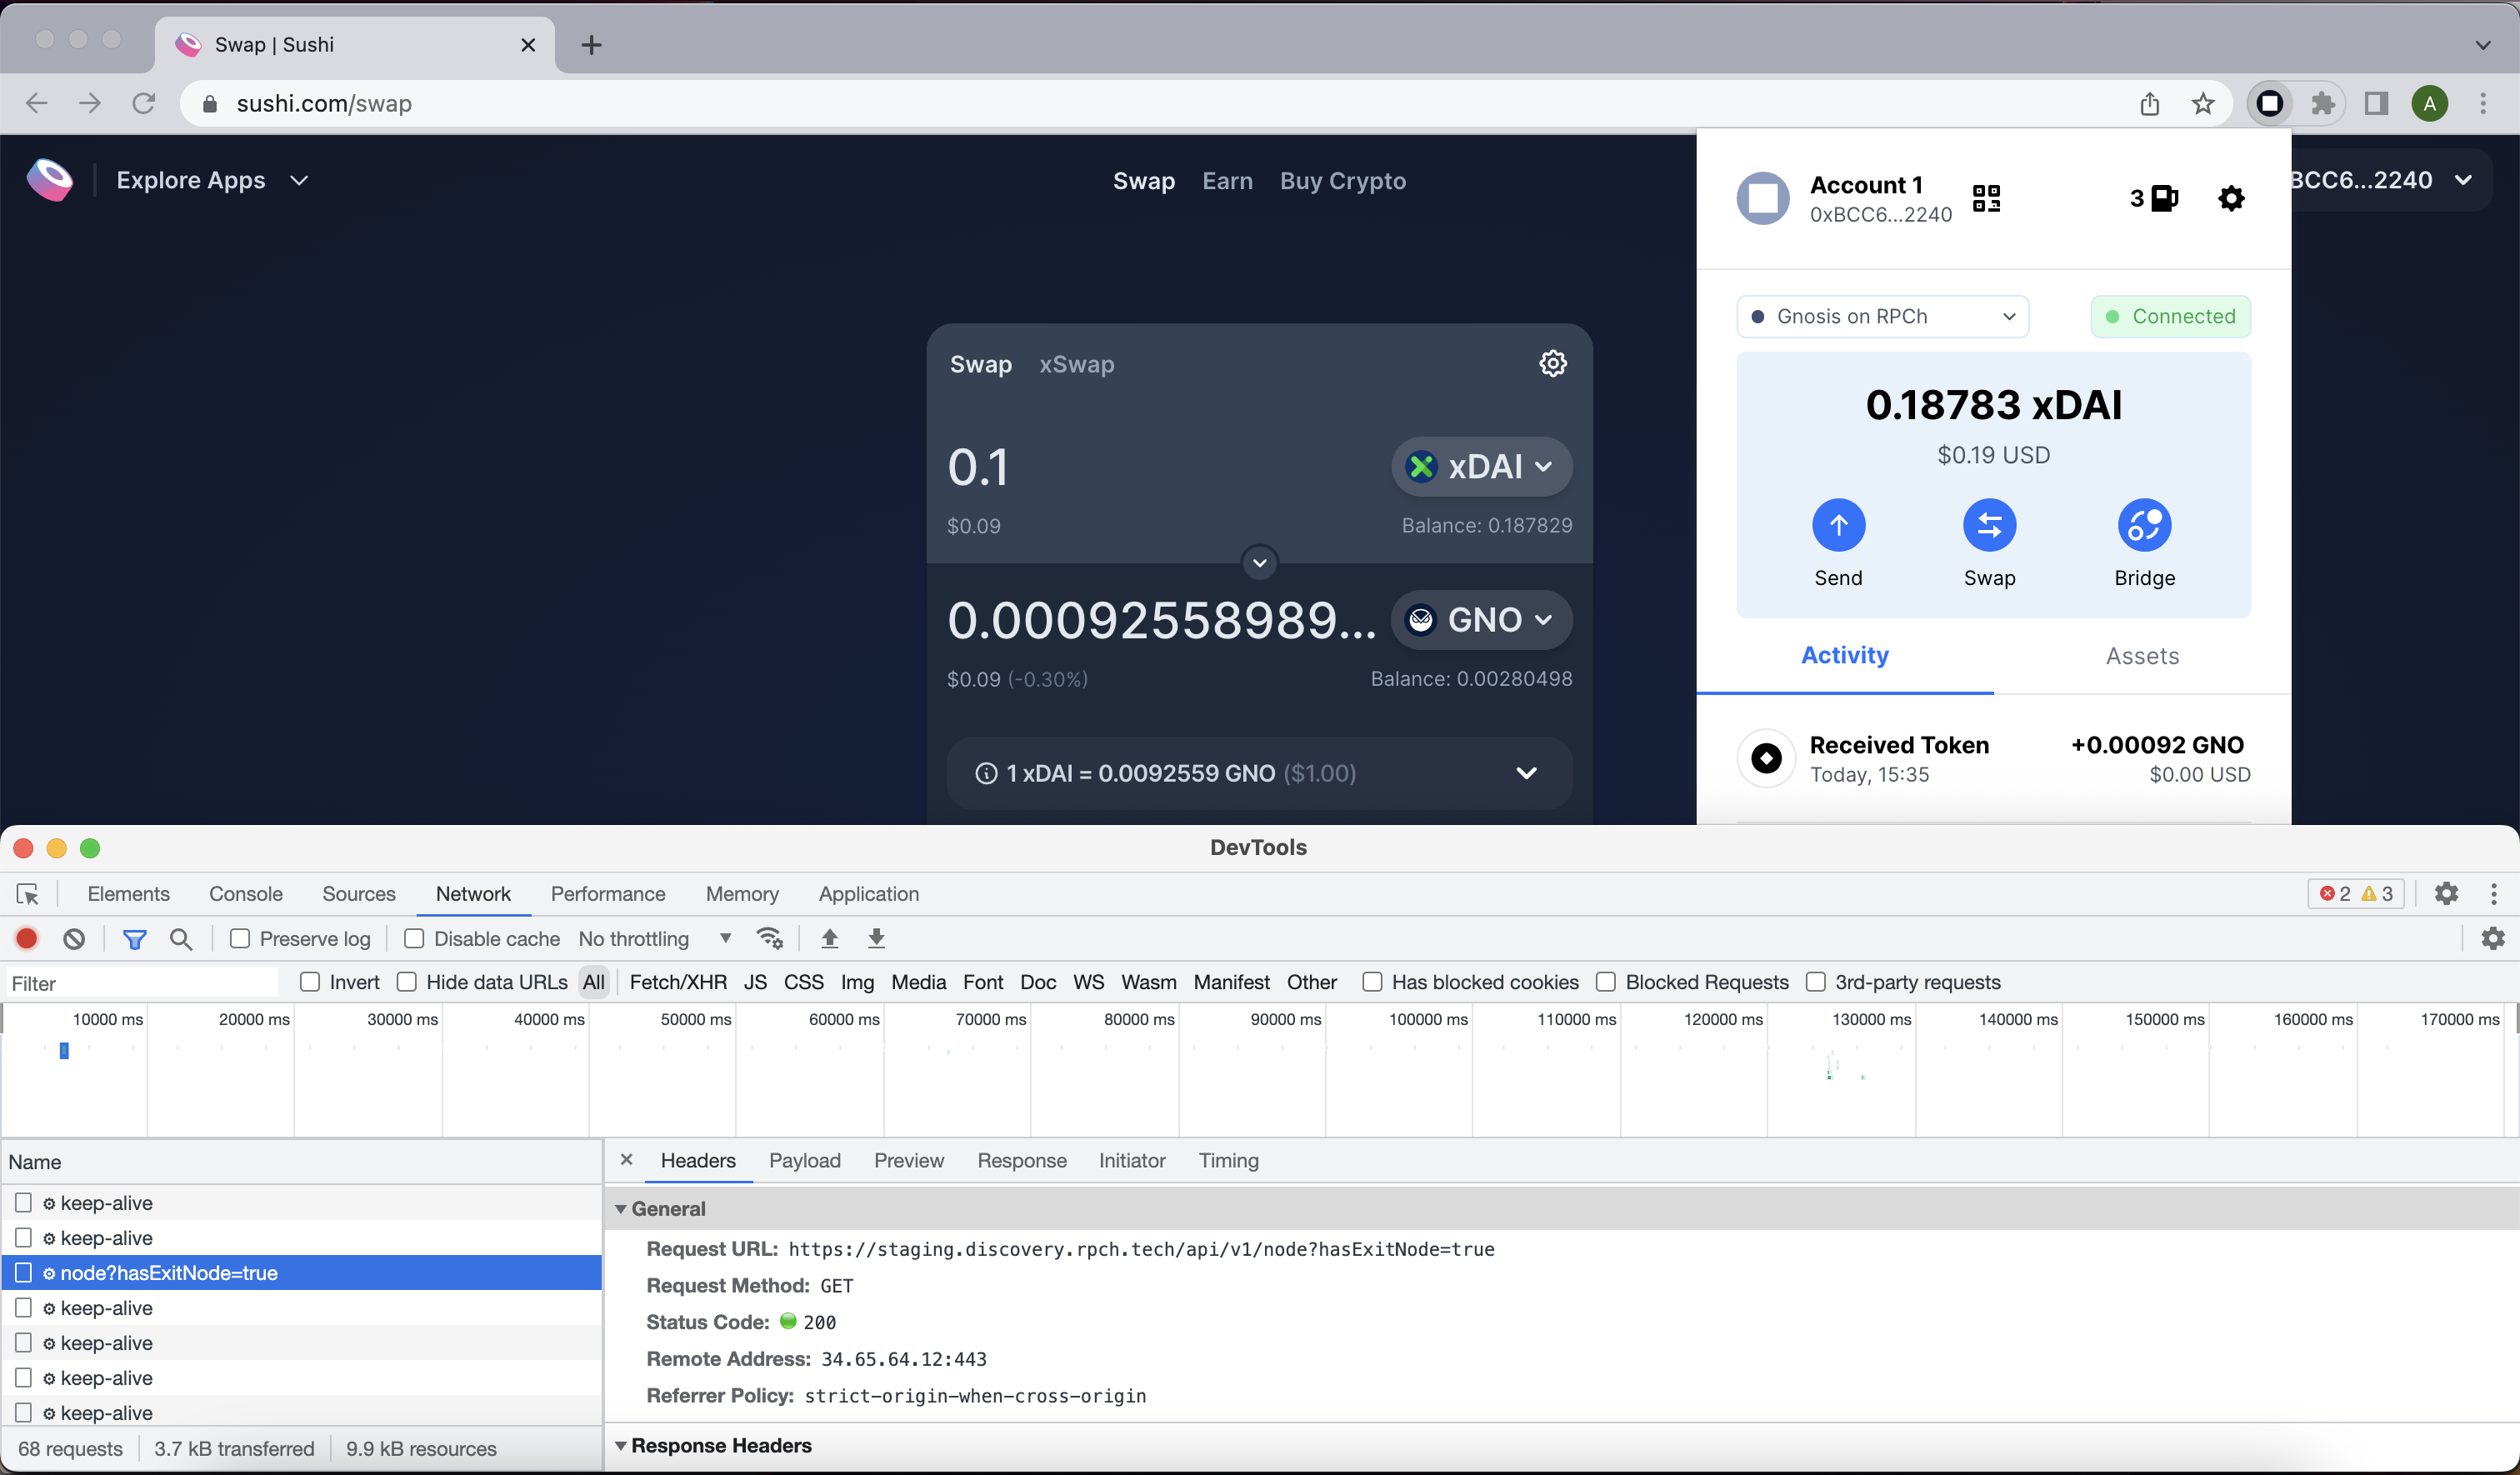 Swap | Sushi
sushi.com/swap
A
Explore Apps
Swap Earn Buy Crypto
BCC6...2240
Account 1
0xBCC6...2240
3
Gnosis on RPCh
Connected
0.18783 xDAI
$0.19 USD
Send Swap Bridge
Activity Assets
Received Token +0.00092 GNO
Today, 15:35 $0.00 USD
Swap xSwap
0.1 xDAI
$0.09 Balance: 0.187829
0.00092558989... GNO
$0.09 (-0.30%) Balance: 0.00280498
1 xDAI = 0.0092559 GNO ($1.00)
DevTools
Elements Console Sources Network Performance Memory Application 2 3
Preserve log Disable cache No throttling
Filter Invert Hide data URLs All Fetch/XHR JS CSS Img Media Font Doc WS Wasm Manifest Other Has blocked cookies Blocked Requests 3rd-party requests
10000 ms 20000 ms 30000 ms 40000 ms 50000 ms 60000 ms 70000 ms 80000 ms 90000 ms 100000 ms 110000 ms 120000 ms 130000 ms 140000 ms 150000 ms 160000 ms 170000 ms
Name
keep-alive
keep-alive
node?hasExitNode=true
keep-alive
keep-alive
keep-alive
keep-alive
68 requests 3.7 kB transferred 9.9 kB resources
Headers Payload Preview Response Initiator Timing
General
Request URL: https://staging.discovery.rpch.tech/api/v1/node?hasExitNode=true
Request Method: GET
Status Code: 200
Remote Address: 34.65.64.12:443
Referrer Policy: strict-origin-when-cross-origin
Response Headers